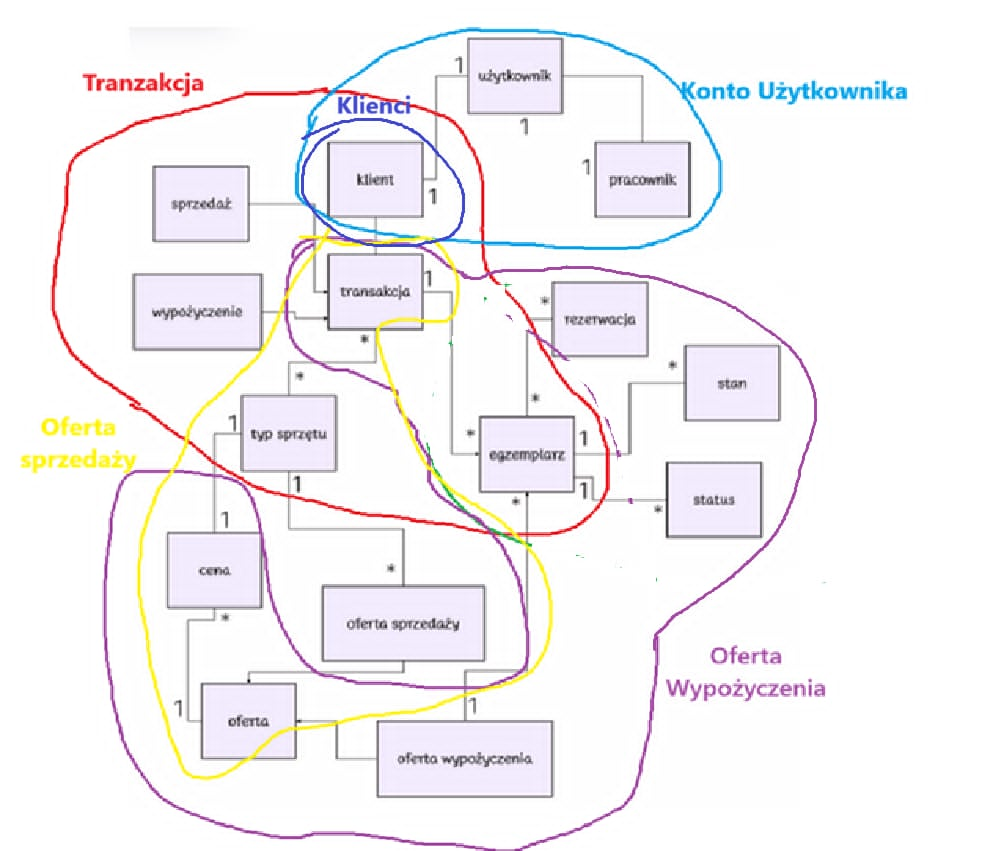 użytkownik
1
Tranzakcja
Konto Użytkownika
Klienci
1
1
pracownik
klient
1
sprzedaż
transakcja
1
wypożyczenie
*
rezerwacja
*
*
stan
*
*
typ sprzętu
1
Oferta
sprzedaży
*
egzemplarz
1
1
1
*
status
*
1
cena
*
*
oferta sprzedaży
Oferta
Wypożyczenia
1
oferta
1
oferta wypożyczenia